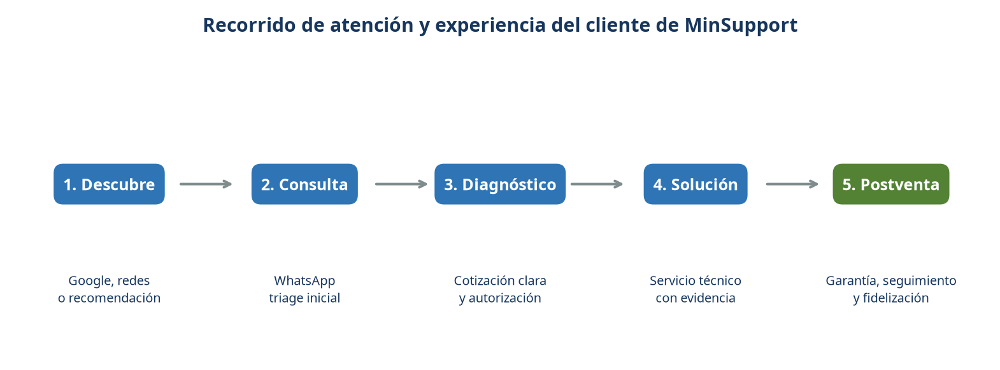 Recorrido de atención y experiencia del cliente de MinSupport
1. Descubre
2. Consulta
3. Diagnóstico
4. Solución
5. Postventa
Google, redes
o recomendación
WhatsApp
triage inicial
Cotización clara
y autorización
Servicio técnico
con evidencia
Garantía, seguimiento
y fidelización